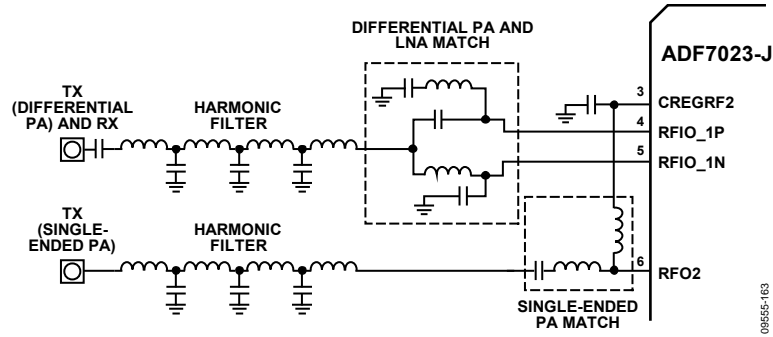 DIFFERENTIAL PA AND
LNA MATCH
ADF7023-J
TX
(DIFFERENTIAL
PA) AND RX
HARMONIC
FILTER
3
CREGRF2
4
RFIO_1P
5
RFIO_1N
TX
(SINGLE-
ENDED PA)
HARMONIC
FILTER
6
RFO2
SINGLE-ENDED
PA MATCH
09555-163